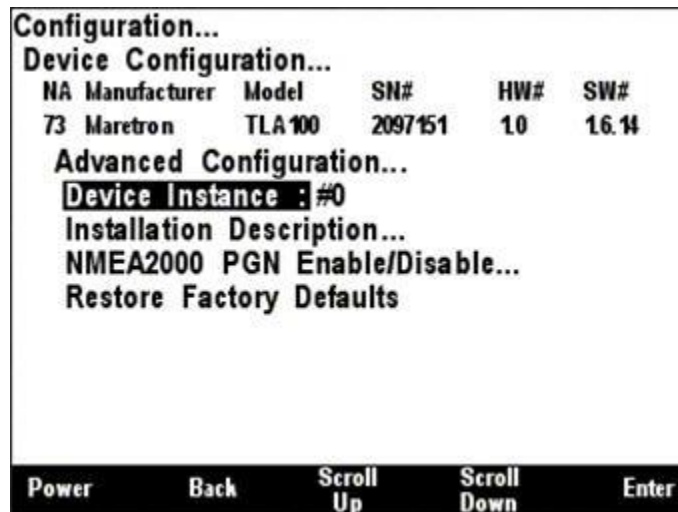 Configuration...
Device Configuration...
NA Manufacturer Model SN# HW# SW#
73 Maretron TLA100 2097151 1.0 1.6.14
Advanced Configuration...
Device Instance : #0
Installation Description...
NMEA2000 PGN Enable/Disable...
Restore Factory Defaults
Power Back Scroll Up Scroll Down Enter